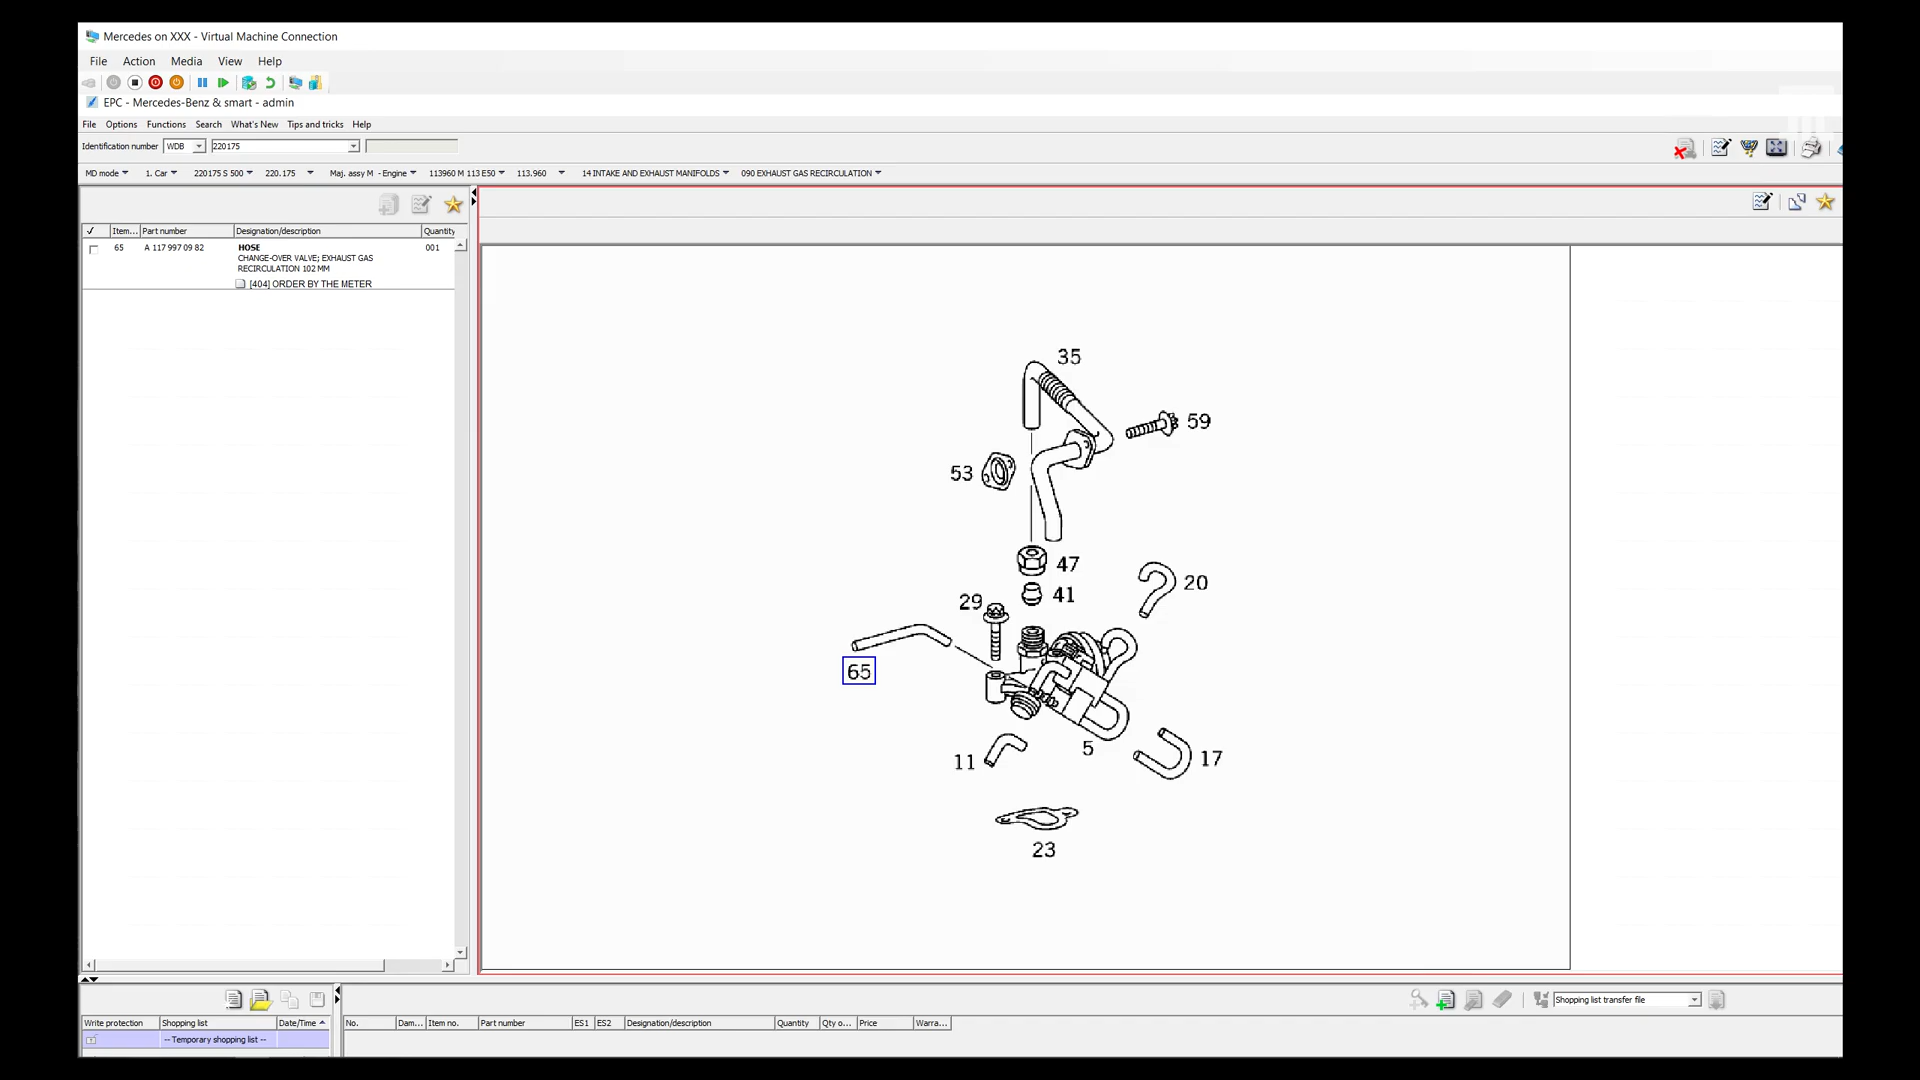 Mercedes on XXX - Virtual Machine Connection
File Action Media View Help
EPC - Mercedes-Benz & smart - admin
File Options Functions Search What's New Tips and tricks Help
Identification number WDB 220175
MD mode 1. Car 220175 S 500 220.175 Maj. assy M - Engine 113960 M 113 E50 113.960 14 INTAKE AND EXHAUST MANIFOLDS 090 EXHAUST GAS RECIRCULATION
Item... Part number Designation/description Quantity
65 A 117 997 09 82 HOSE 001
CHANGE-OVER VALVE; EXHAUST GAS
RECIRCULATION 102 MM
[404] ORDER BY THE METER
35
59
53
47
20
41
29
65
5
11
17
23
Shopping list transfer file
Write protection Shopping list Date/Time No. Dam... Item no. Part number ES1 ES2 Designation/description Quantity Qty o... Price Warra...
-- Temporary shopping list --